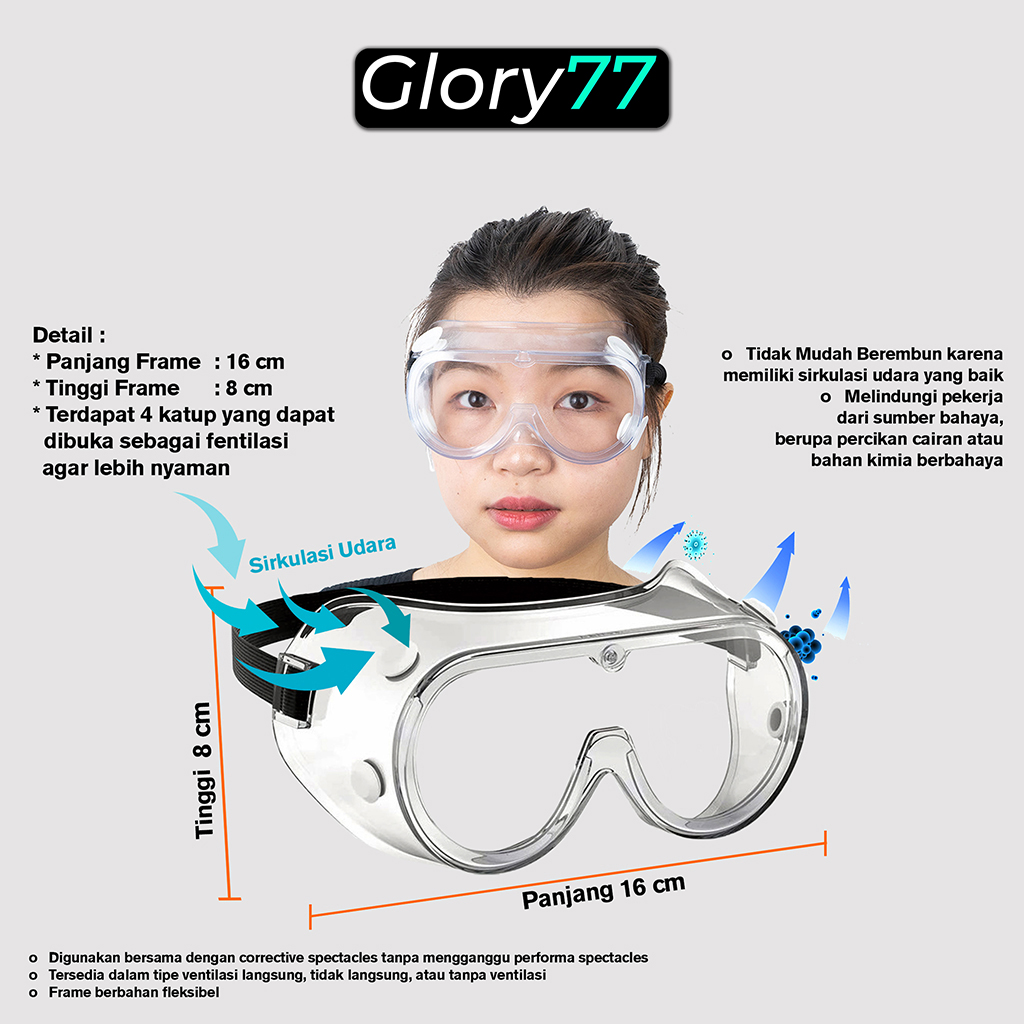 Glory77
Detail :
* Panjang Frame : 16 cm
* Tinggi Frame : 8 cm
* Terdapat 4 katup yang dapat
dibuka sebagai fentilasi
agar lebih nyaman
o Tidak Mudah Berembun karena
memiliki sirkulasi udara yang baik
o Melindungi pekerja
dari sumber bahaya,
berupa percikan cairan atau
bahan kimia berbahaya
Sirkulasi Udara
Tinggi 8 cm
Panjang 16 cm
o Digunakan bersama dengan corrective spectacles tanpa mengganggu performa spectacles
o Tersedia dalam tipe ventilasi langsung, tidak langsung, atau tanpa ventilasi
o Frame berbahan fleksibel